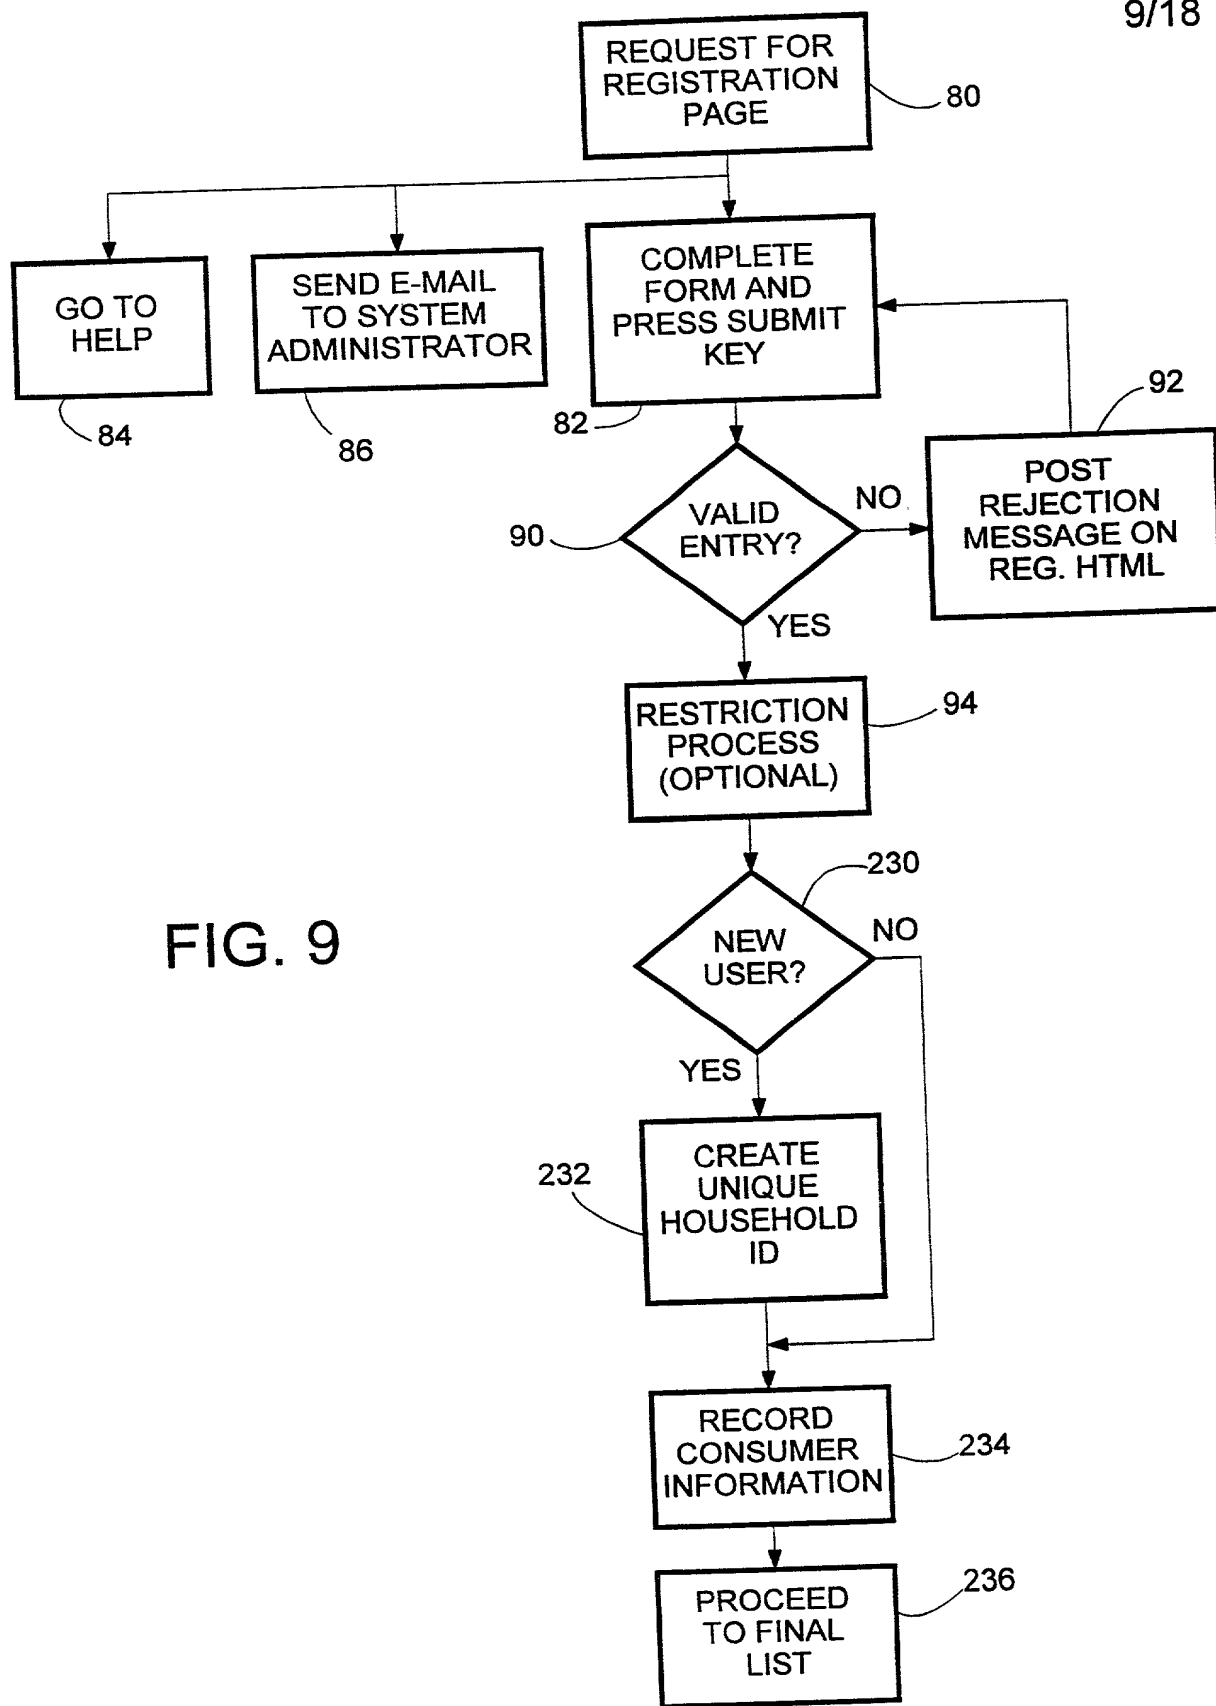 9/18
REQUEST FOR
REGISTRATION
PAGE
80
GO TO
HELP
84
SEND E-MAIL
TO SYSTEM
ADMINISTRATOR
86
COMPLETE
FORM AND
PRESS SUBMIT
KEY
82
92
POST
REJECTION
MESSAGE ON
REG. HTML
NO
VALID
ENTRY?
90
YES
RESTRICTION
PROCESS
(OPTIONAL)
94
230
NEW
USER?
NO
YES
FIG. 9
CREATE
UNIQUE
HOUSEHOLD
ID
232
RECORD
CONSUMER
INFORMATION
234
PROCEED
TO FINAL
LIST
236